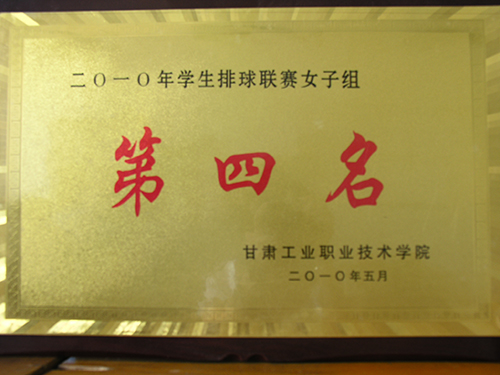 二〇一〇年学生排球联赛女子组
第四名
甘肃工业职业技术学院
二〇一〇年五月